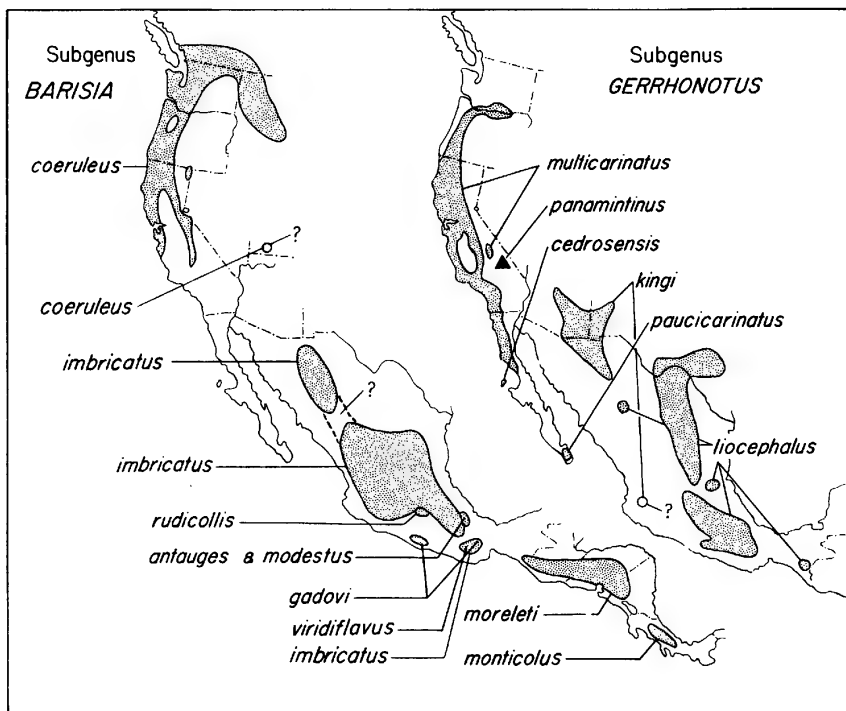 Subgenus
BARISIA
coeruleus
?
coeruleus
imbricatus
?
imbricatus
rudicollis
antauges & modestus
gadovi
viridiflavus
imbricatus
moreleti
monticolus
Subgenus
GERRHONOTUS
multicarinatus
panamintinus
cedrosensis
kingi
paucicarinatus
liocephalus
?